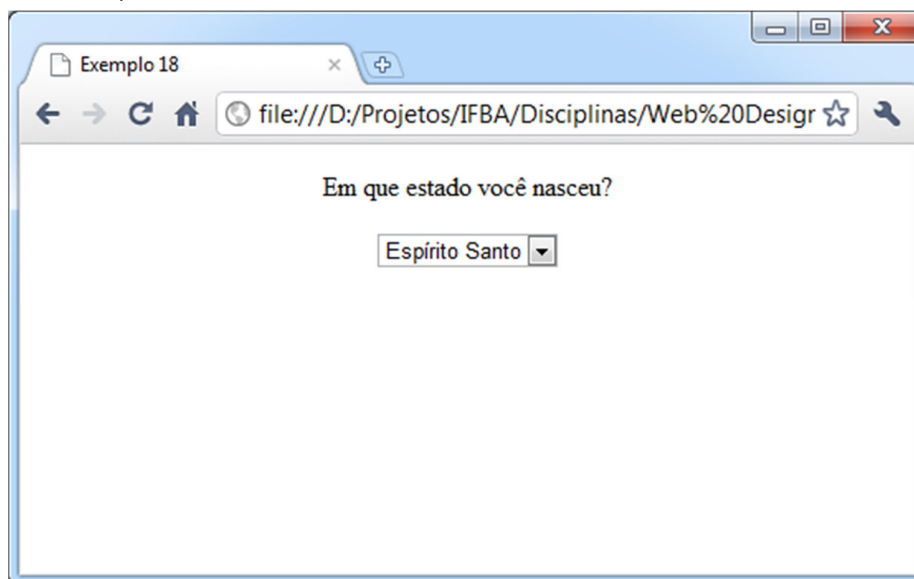 Exemplo 18
file:///D:/Projetos/IFBA/Disciplinas/Web%20Desigr
Em que estado você nasceu?
Espírito Santo